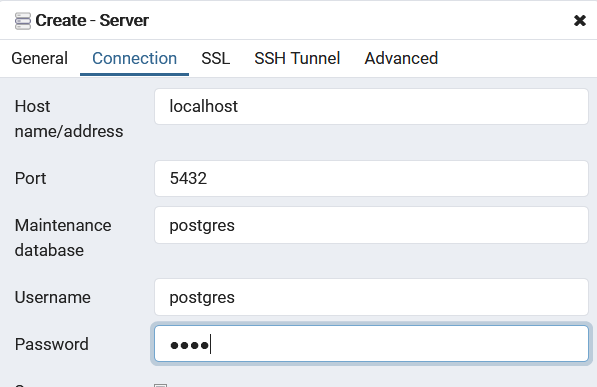 Create - Server
General Connection SSL SSH Tunnel Advanced
Host name/address localhost
Port 5432
Maintenance database postgres
Username postgres
Password ••••